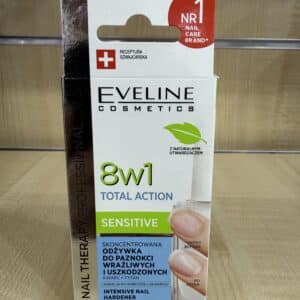 NR 1
NAIL
CARE
BRAND*
RECEPTURA
SZWAJCARSKA
EVELINE
COSMETICS
Z NATURALNYM
UTWARDZACZEM
8w1
TOTAL ACTION
SENSITIVE
SKONCENTROWANA
ODŻYWKA
DO PAZNOKCI
WRAŻLIWYCH
I USZKODZONYCH
INTENSIVE NAIL
HARDENER
NAIL THERAPY PROFESSIONAL